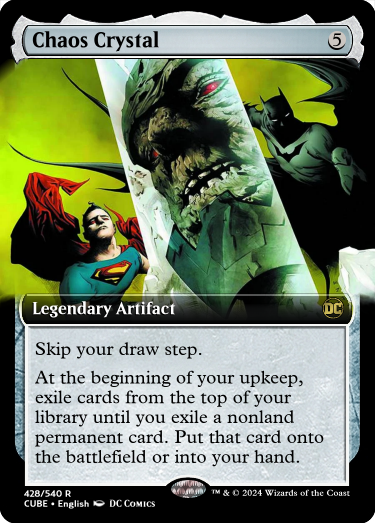 Chaos Crystal 5
Legendary Artifact DC
Skip your draw step.
At the beginning of your upkeep,
exile cards from the top of your
library until you exile a nonland
permanent card. Put that card onto
the battlefield or into your hand.
428/540 R
CUBE • English DC COMICS
™ & © 2024 Wizards of the Coast